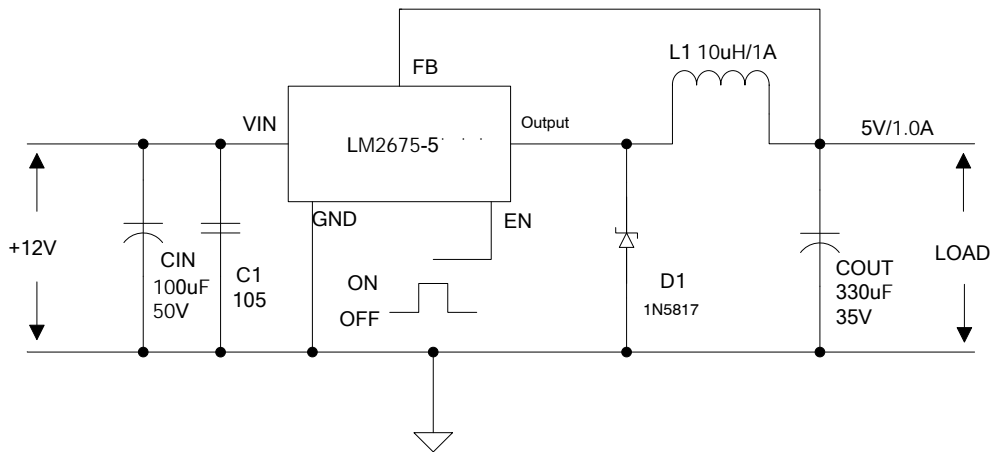 L1 10uH/1A
FB
VIN
Output
5V/1.0A
LM2675-5
GND
EN
+12V
CIN
100uF
50V
C1
105
ON
OFF
D1
1N5817
COUT
330uF
35V
LOAD